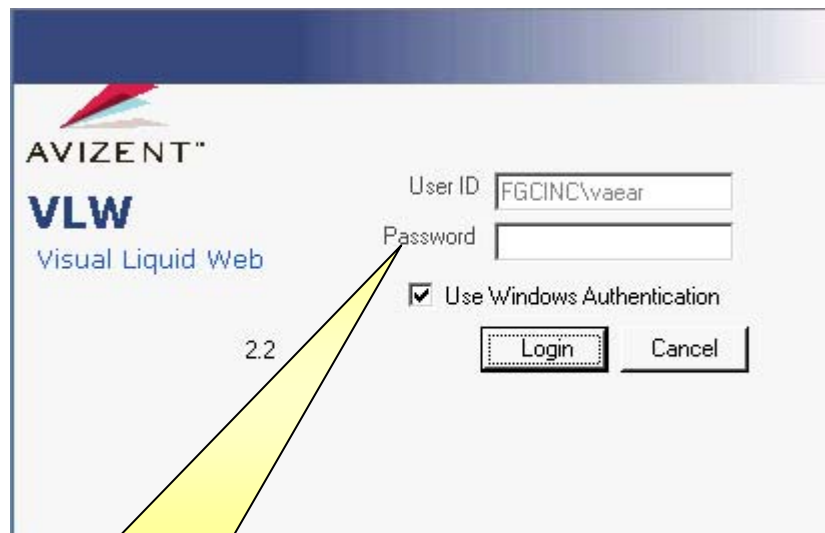 AVIZENT™
VLW
Visual Liquid Web
2.2
User ID FGCINC\vaear
Password
Use Windows Authentication
Login Cancel